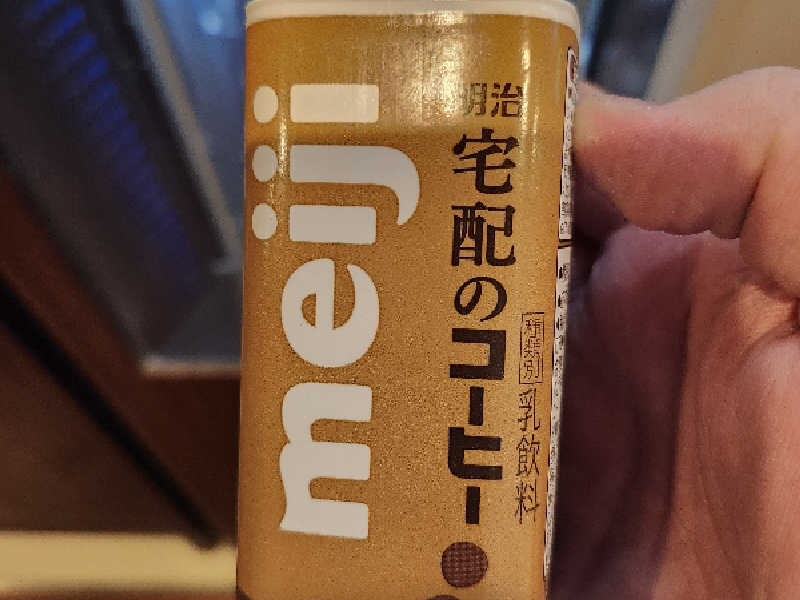 meiji
明治
宅配のコーヒー
種類別 乳飲料